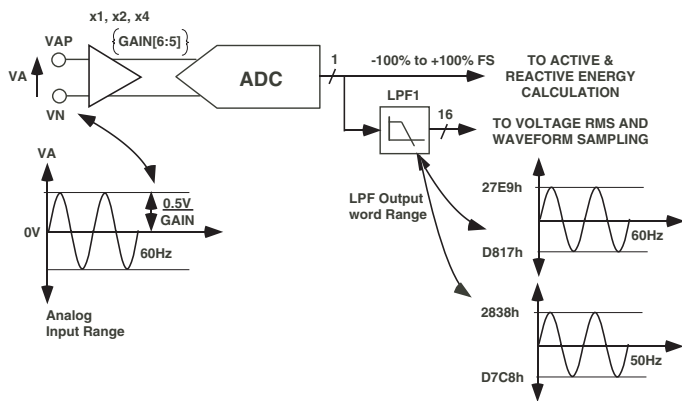 x1, x2, x4
{GAIN[6:5]}
VAP
VA
VN
ADC
1
-100% to +100% FS
TO ACTIVE &
REACTIVE ENERGY
CALCULATION
LPF1
16
TO VOLTAGE RMS AND
WAVEFORM SAMPLING
VA
0.5V
GAIN
0V
60Hz
Analog
Input Range
LPF Output
word Range
27E9h
60Hz
D817h
2838h
50Hz
D7C8h